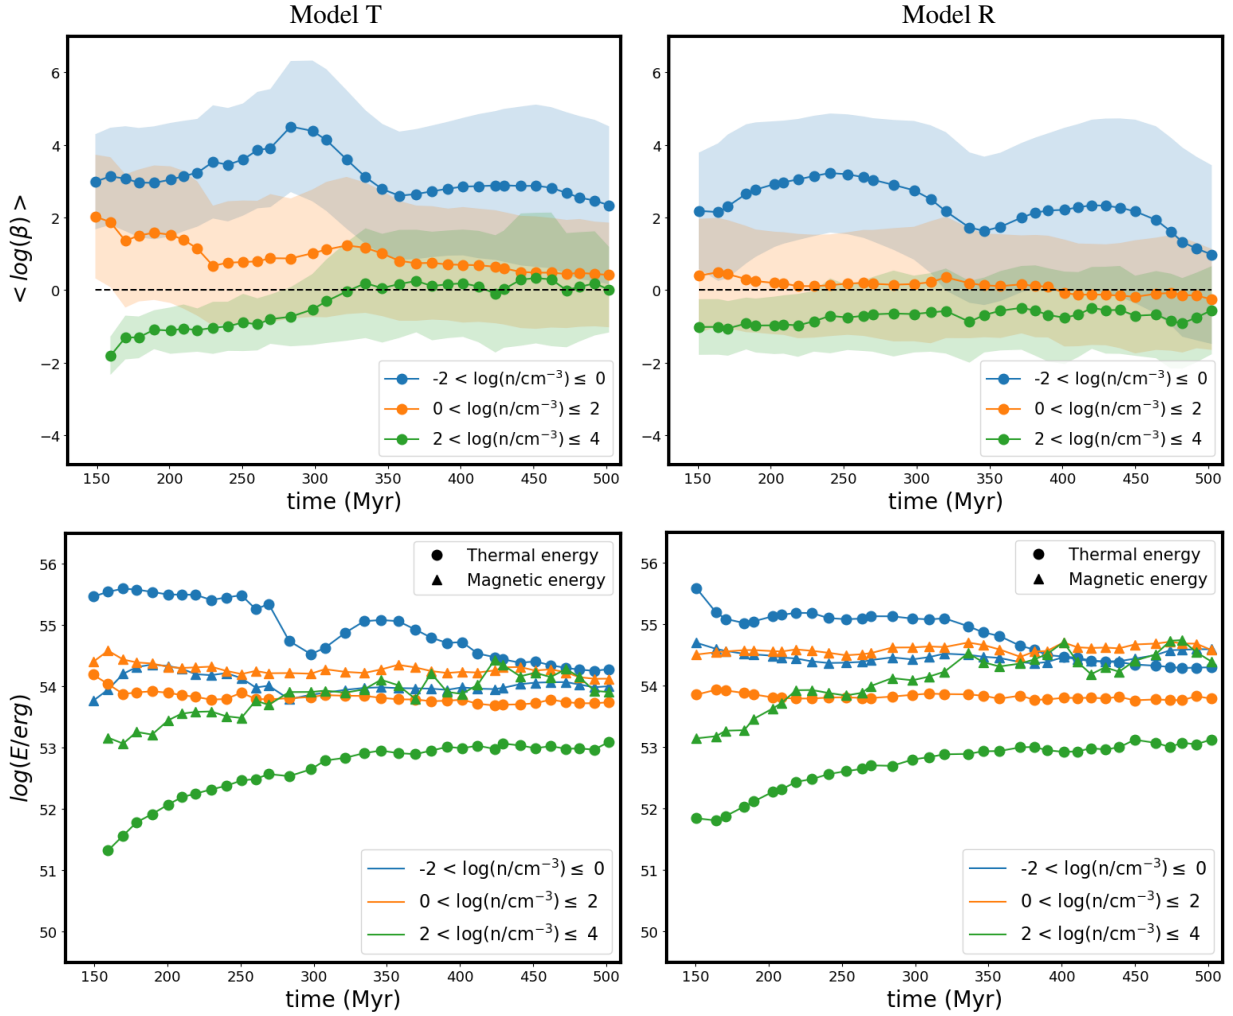 Model T
Model R
< log(β) >
6
4
2
0
−2
−4
-2 < log(n/cm⁻³) ≤ 0
0 < log(n/cm⁻³) ≤ 2
2 < log(n/cm⁻³) ≤ 4
150 200 250 300 350 400 450 500
time (Myr)
6
4
2
0
−2
−4
-2 < log(n/cm⁻³) ≤ 0
0 < log(n/cm⁻³) ≤ 2
2 < log(n/cm⁻³) ≤ 4
150 200 250 300 350 400 450 500
time (Myr)
log(E/erg)
56
55
54
53
52
51
50
Thermal energy
Magnetic energy
-2 < log(n/cm⁻³) ≤ 0
0 < log(n/cm⁻³) ≤ 2
2 < log(n/cm⁻³) ≤ 4
150 200 250 300 350 400 450 500
time (Myr)
56
55
54
53
52
51
50
Thermal energy
Magnetic energy
-2 < log(n/cm⁻³) ≤ 0
0 < log(n/cm⁻³) ≤ 2
2 < log(n/cm⁻³) ≤ 4
150 200 250 300 350 400 450 500
time (Myr)